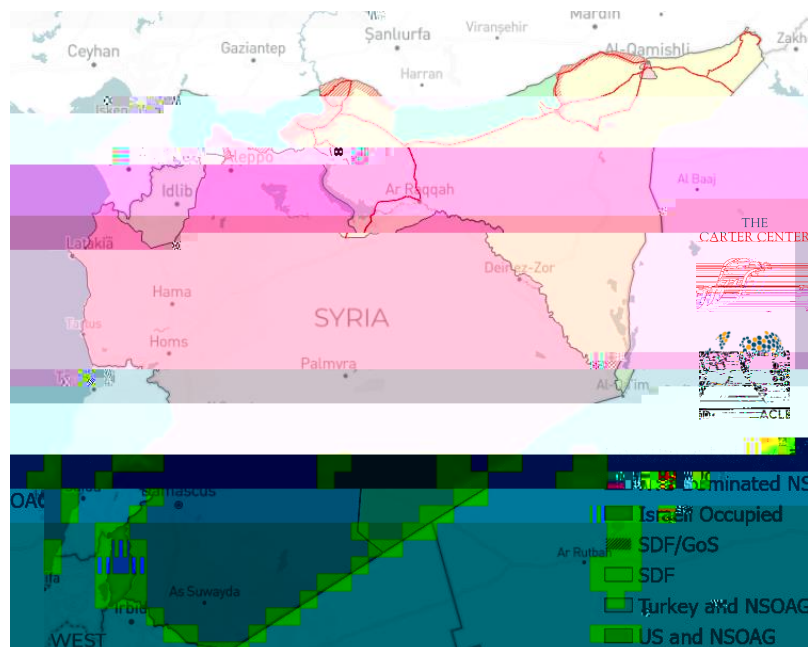 Mardin
Viranşehir
Şanlıurfa
Ceyhan
Gaziantep
Al-Qamishli
Zakh
Harran
Aleppo
Idlib
Ar Raqqah
Al Baaj
THE
CARTER CENTER
Latakia
Deir ez-Zor
Hama
SYRIA
Tartus
Homs
Palmyra
ACLE
minated NS
Damascus
Israeli Occupied
SDF/GoS
Ar Rutbah
SDF
As Suwayda
Irbid
Turkey and NSOAG
WEST
US and NSOAG